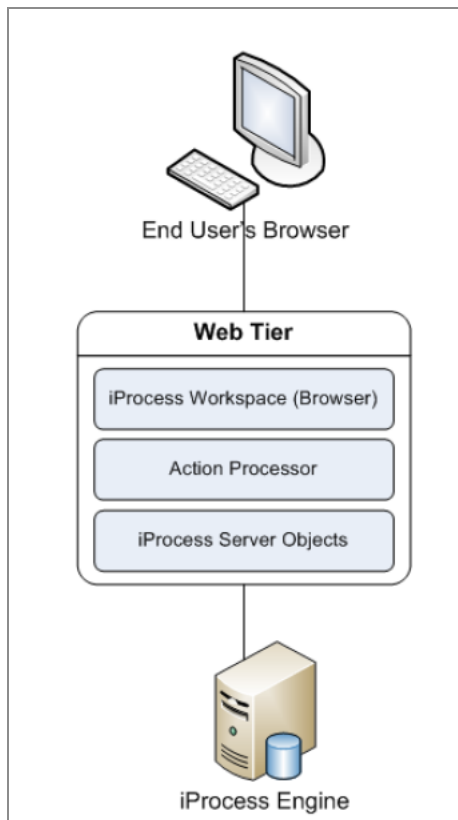 End User's Browser
Web Tier
iProcess Workspace (Browser)
Action Processor
iProcess Server Objects
iProcess Engine